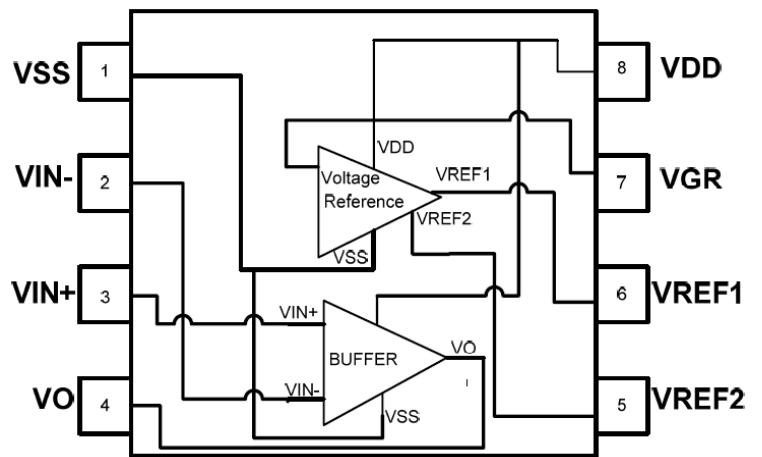 VSS
1
8
VDD
VIN-
2
7
VGR
VIN+
3
6
VREF1
VO
4
5
VREF2
VDD
Voltage
Reference
VREF1
VREF2
VSS
VIN+
BUFFER
VO
VIN-
VSS